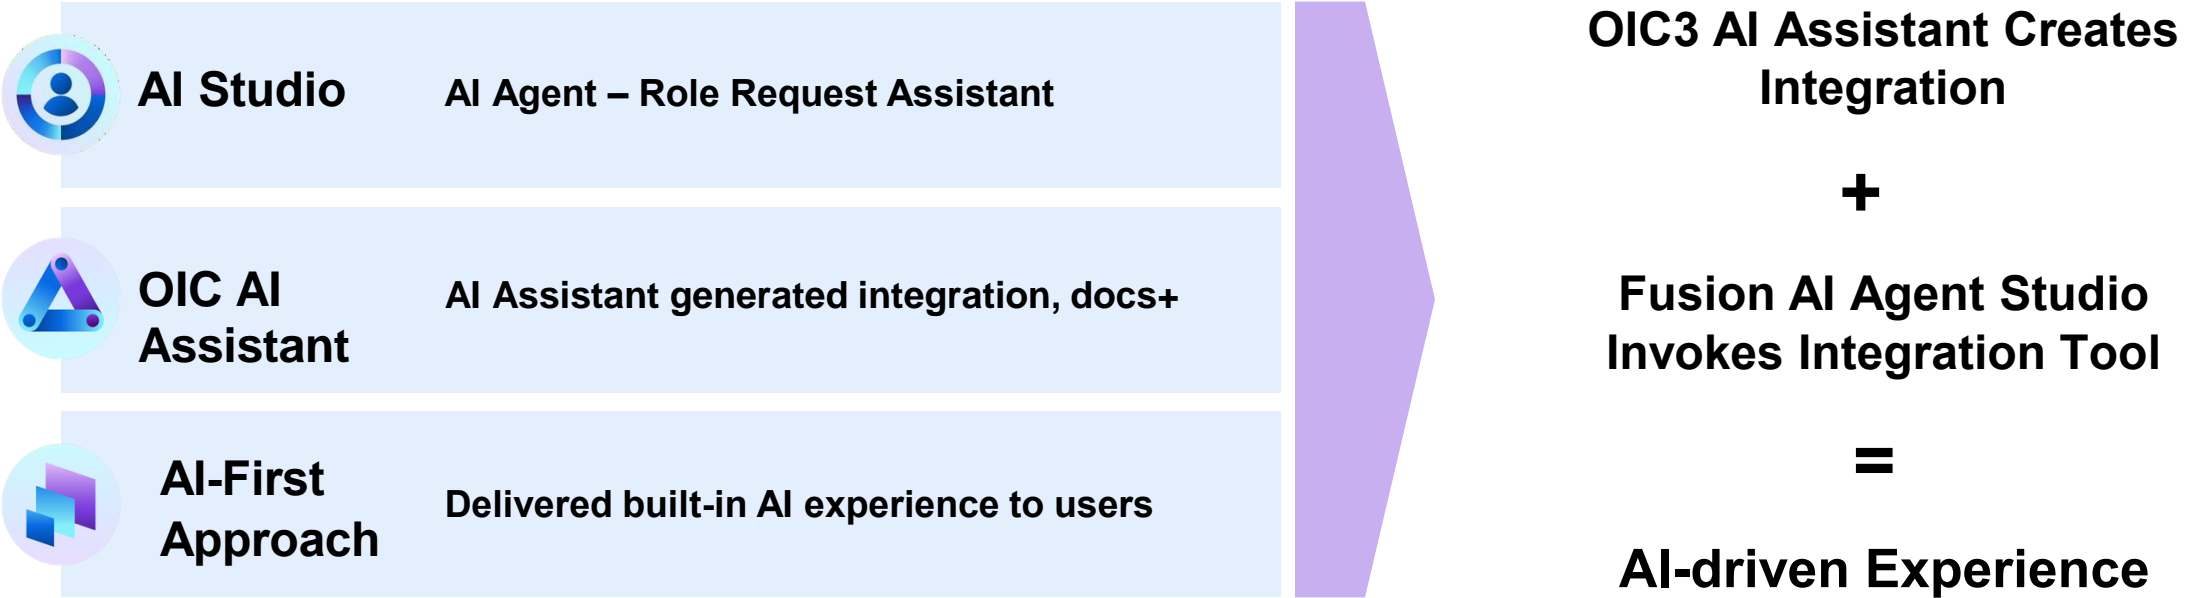 AI Studio
AI Agent – Role Request Assistant
OIC AI
Assistant
AI Assistant generated integration, docs+
AI-First
Approach
Delivered built-in AI experience to users
OIC3 AI Assistant Creates
Integration
+
Fusion AI Agent Studio
Invokes Integration Tool
=
AI-driven Experience